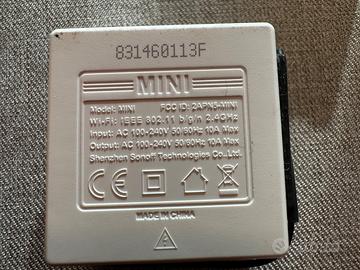 831460113F
MINI
Model: MINI FCC ID: 2APN5-MINI
Wi-Fi: IEEE 802.11 b/g/n 2.4GHz
Input: AC 100-240V 50/60Hz 10A Max
Output: AC 100-240V 50/60Hz 10A Max
Shenzhen Sonoff Technologies Co., Ltd.
CE
MADE IN CHINA
subito